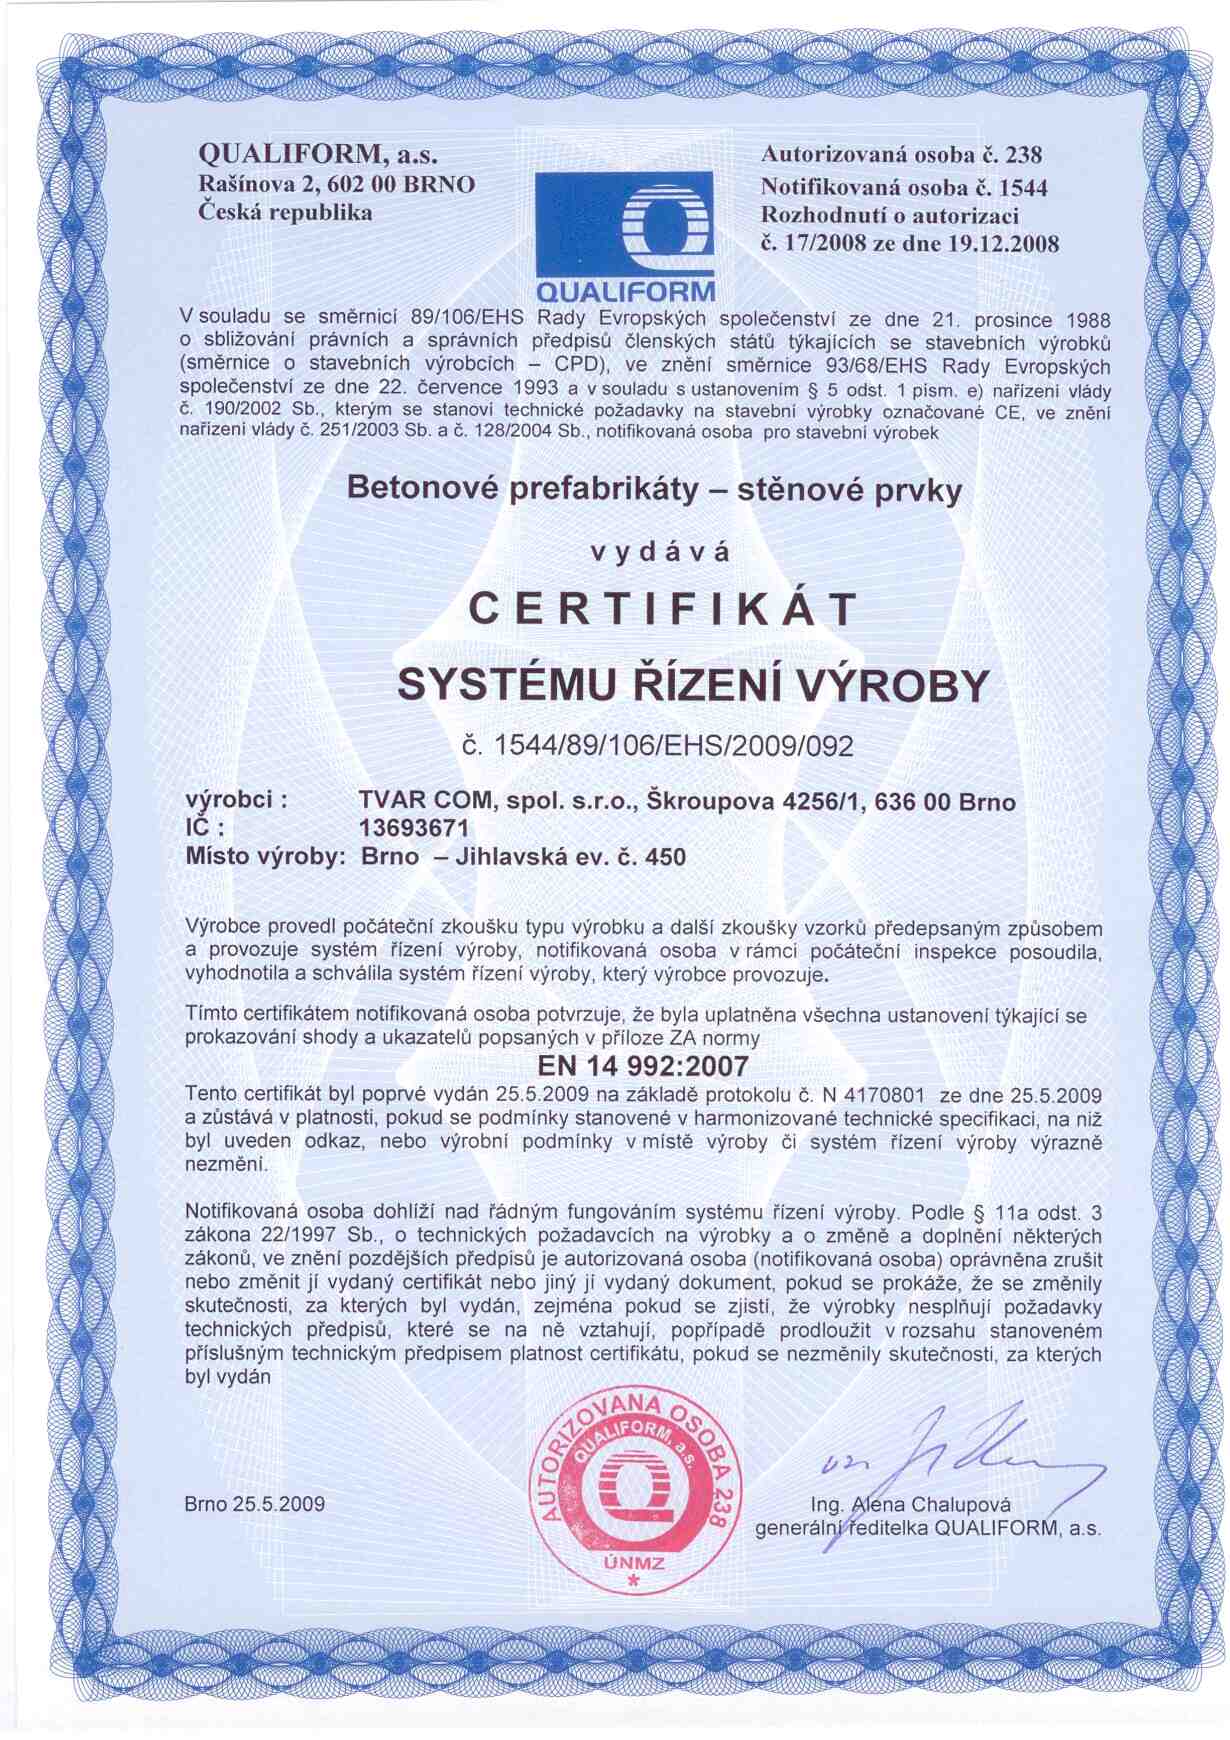 QUALIFORM, a.s.
Rašínova 2, 602 00 BRNO
Česká republika
Autorizovaná osoba č. 238
Notifikovaná osoba č. 1544
Rozhodnutí o autorizaci
č. 17/2008 ze dne 19.12.2008
QUALIFORM
V souladu se směrnicí 89/106/EHS Rady Evropských společenství ze dne 21. prosince 1988
o sbližování právních a správních předpisů členských států týkajících se stavebních výrobků
(směrnice o stavebních výrobcích – CPD), ve znění směrnice 93/68/EHS Rady Evropských
společenství ze dne 22. července 1993 a v souladu s ustanovením § 5 odst. 1 písm. e) nařízení vlády
č. 190/2002 Sb., kterým se stanoví technické požadavky na stavební výrobky označované CE, ve znění
nařízení vlády č. 251/2003 Sb. a č. 128/2004 Sb., notifikovaná osoba pro stavební výrobek
Betonové prefabrikáty – stěnové prvky
vydává
CERTIFIKÁT
SYSTÉMU ŘÍZENÍ VÝROBY
č. 1544/89/106/EHS/2009/092
výrobci : TVAR COM, spol. s.r.o., Škroupova 4256/1, 636 00 Brno
IČ : 13693671
Místo výroby: Brno – Jihlavská ev. č. 450
Výrobce provedl počáteční zkoušku typu výrobku a další zkoušky vzorků předepsaným způsobem
a provozuje systém řízení výroby, notifikovaná osoba v rámci počáteční inspekce posoudila,
vyhodnotila a schválila systém řízení výroby, který výrobce provozuje.
Tímto certifikátem notifikovaná osoba potvrzuje, že byla uplatněna všechna ustanovení týkající se
prokazování shody a ukazatelů popsaných v příloze ZA normy
EN 14 992:2007
Tento certifikát byl poprvé vydán 25.5.2009 na základě protokolu č. N 4170801 ze dne 25.5.2009
a zůstává v platnosti, pokud se podmínky stanovené v harmonizované technické specifikaci, na niž
byl uveden odkaz, nebo výrobní podmínky v místě výroby či systém řízení výroby výrazně
nezmění.
Notifikovaná osoba dohlíží nad řádným fungováním systému řízení výroby. Podle § 11a odst. 3
zákona 22/1997 Sb., o technických požadavcích na výrobky a o změně a doplnění některých
zákonů, ve znění pozdějších předpisů je autorizovaná osoba (notifikovaná osoba) oprávněna zrušit
nebo změnit jí vydaný certifikát nebo jiný jí vydaný dokument, pokud se prokáže, že se změnily
skutečnosti, za kterých byl vydán, zejména pokud se zjistí, že výrobky nesplňují požadavky
technických předpisů, které se na ně vztahují, popřípadě prodloužit v rozsahu stanoveném
příslušným technickým předpisem platnost certifikátu, pokud se nezměnily skutečnosti, za kterých
byl vydán
AUTORIZOVANÁ OSOBA 238
QUALIFORM, a.s.
ÚNMZ
*
Brno 25.5.2009
Ing. Alena Chalupová
generální ředitelka QUALIFORM, a.s.